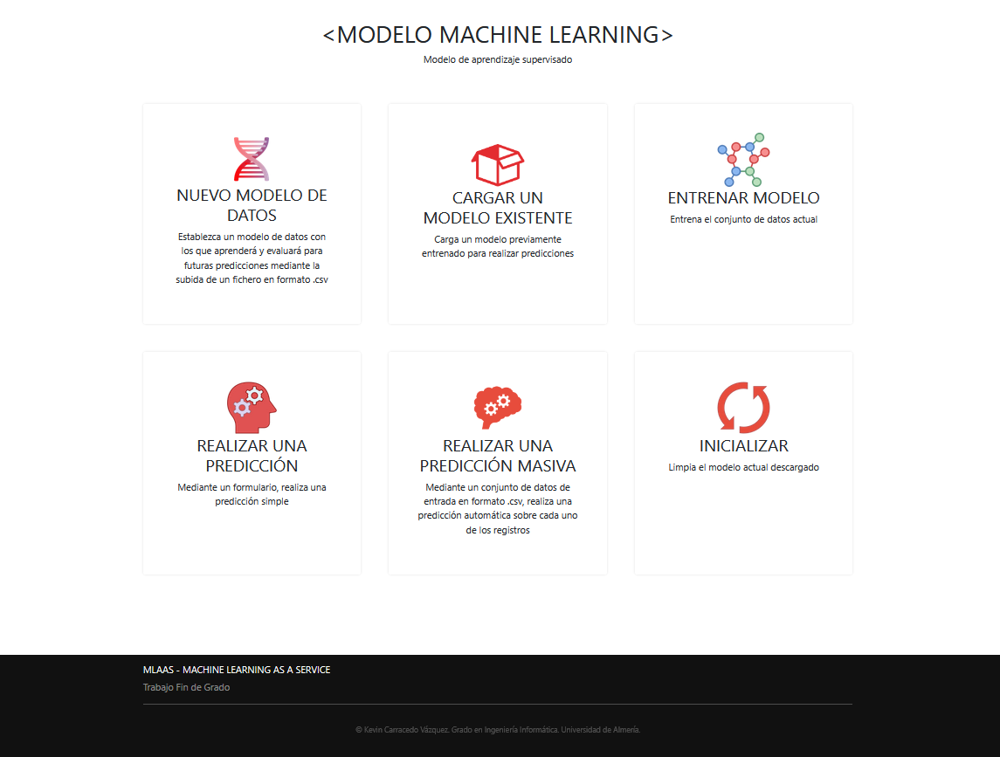 <MODELO MACHINE LEARNING>
Modelo de aprendizaje supervisado
NUEVO MODELO DE
DATOS
Establezca un modelo de datos con
los que aprenderá y evaluará para
futuras predicciones mediante la
subida de un fichero en formato .csv
CARGAR UN
MODELO EXISTENTE
Carga un modelo previamente
entrenado para realizar predicciones
ENTRENAR MODELO
Entrena el conjunto de datos actual
REALIZAR UNA
PREDICCIÓN
Mediante un formulario, realiza una
predicción simple
REALIZAR UNA
PREDICCIÓN MASIVA
Mediante un conjunto de datos de
entrada en formato .csv, realiza una
predicción automática sobre cada uno
de los registros
INICIALIZAR
Limpia el modelo actual descargado
MLAAS - MACHINE LEARNING AS A SERVICE
Trabajo Fin de Grado
© Kevin Carracedo Vázquez. Grado en Ingeniería Informática. Universidad de Almería.